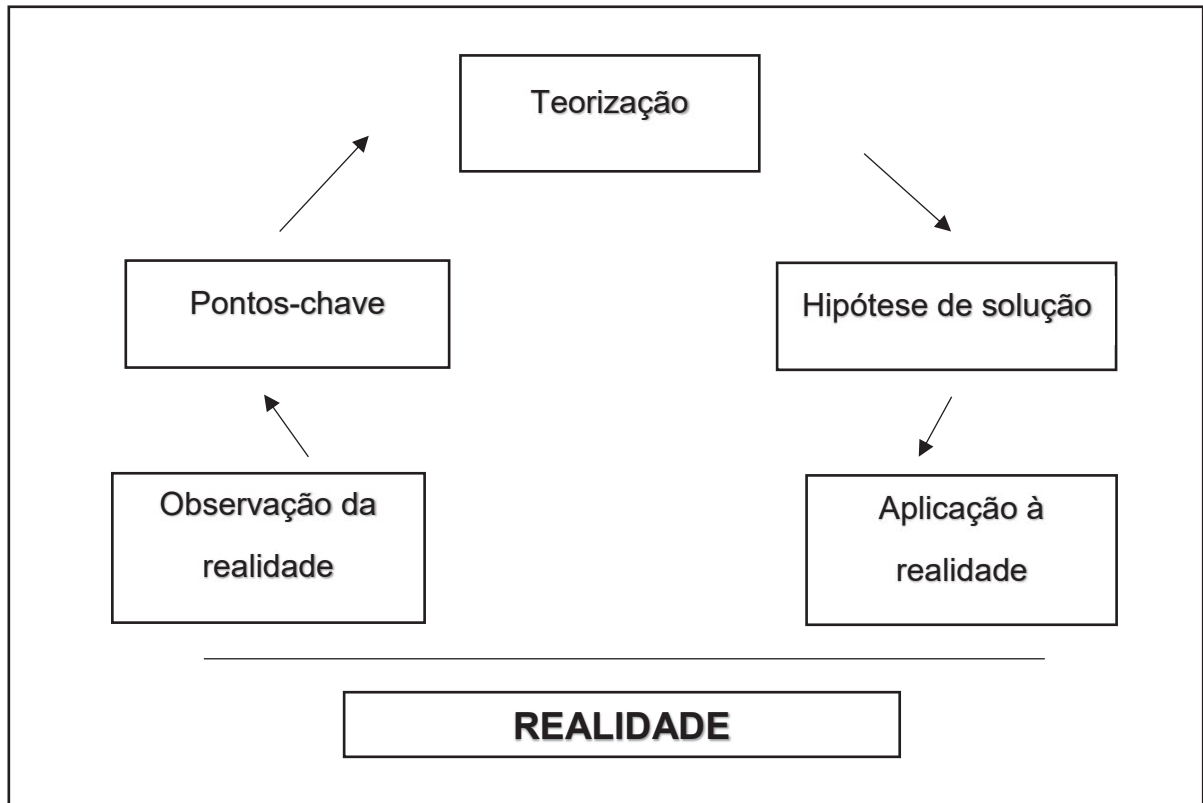 Teorização
Pontos-chave
Hipótese de solução
Observação da
realidade
Aplicação à
realidade
REALIDADE